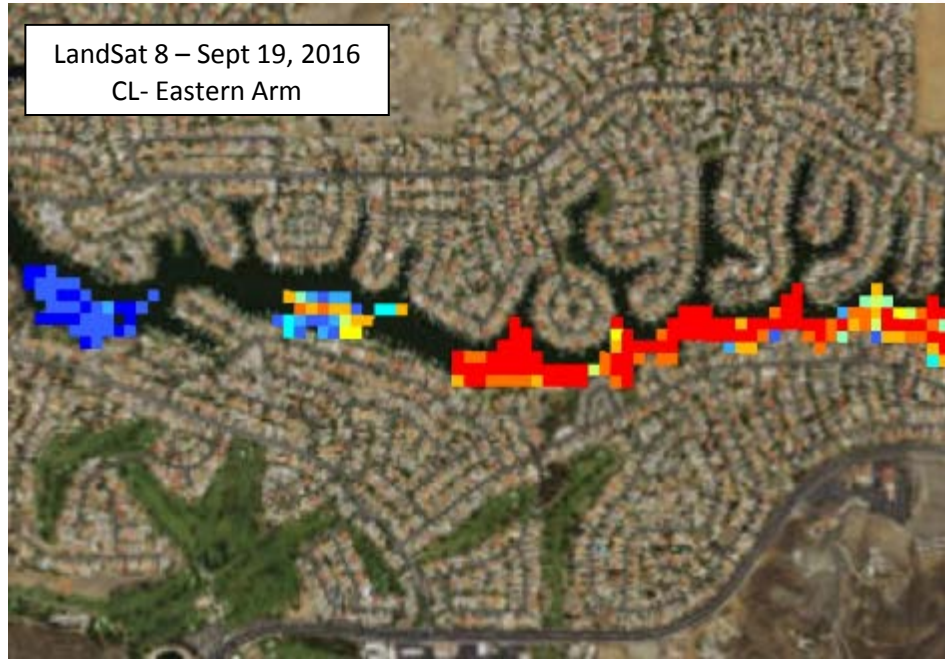 LandSat 8 – Sept 19, 2016
CL- Eastern Arm